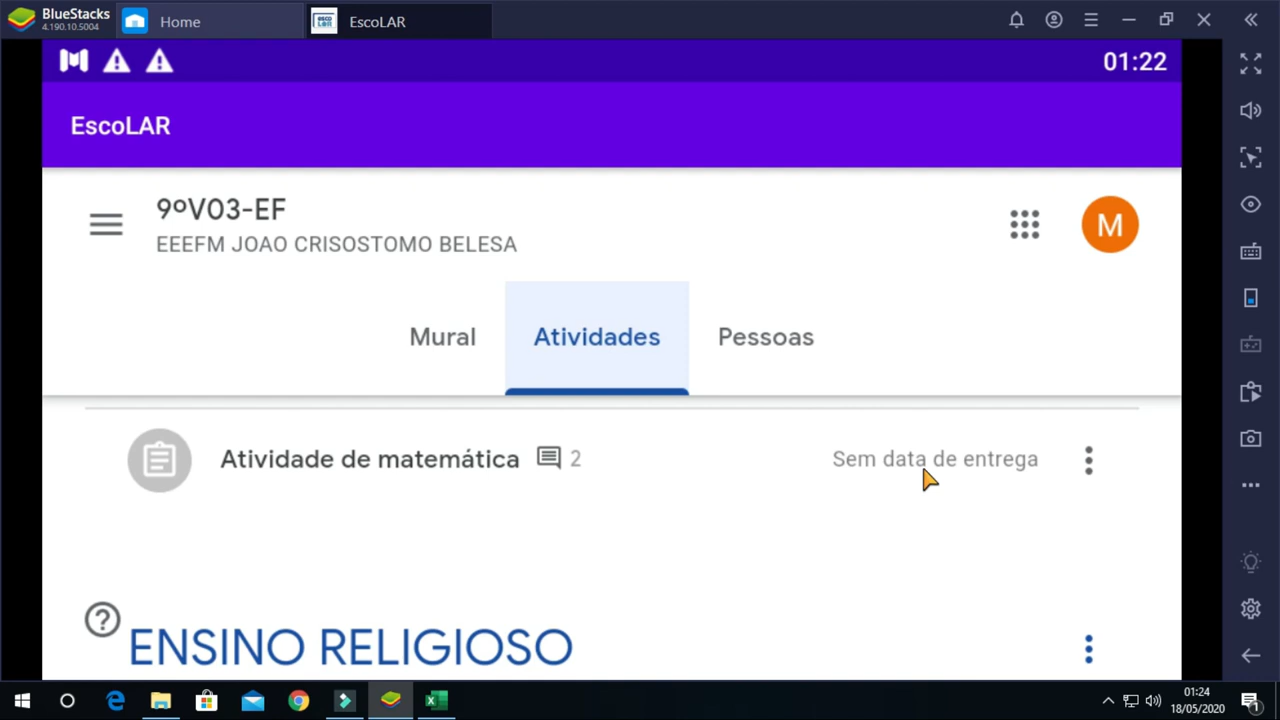 BlueStacks
4.190.10.5004
Home
EscoLAR
01:22
EscoLAR
9ºV03-EF
EEEFM JOAO CRISOSTOMO BELESA
M
Mural
Atividades
Pessoas
Atividade de matemática
2
Sem data de entrega
ENSINO RELIGIOSO
01:24
18/05/2020
1